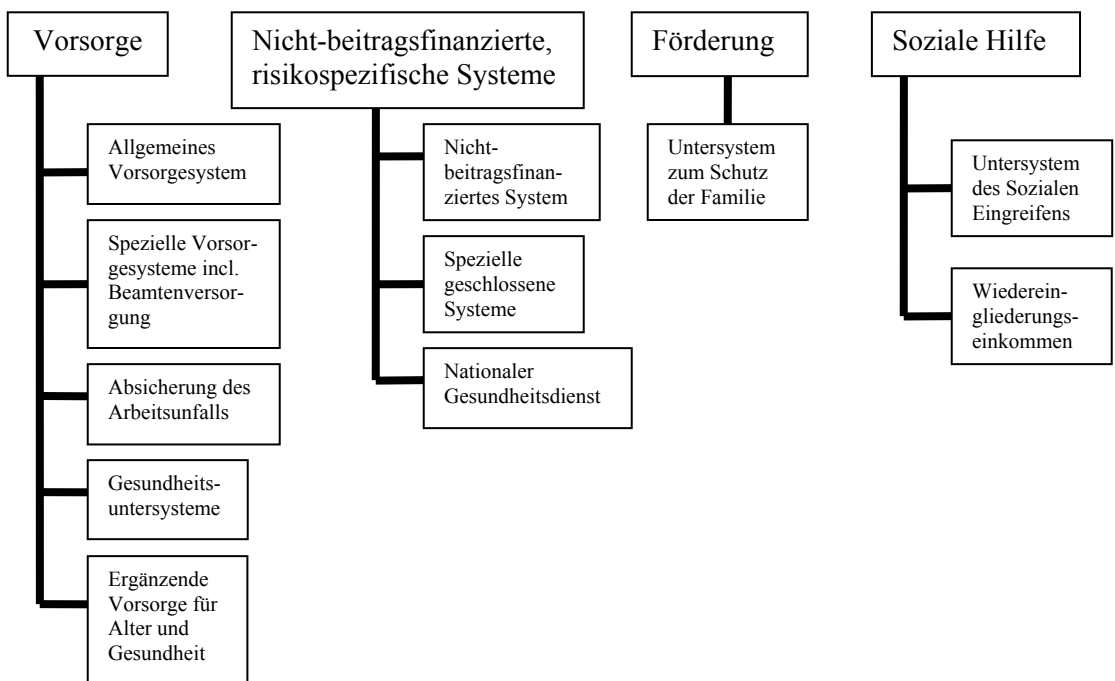 Vorsorge
Allgemeines
Vorsorgesystem
Spezielle Vorsor-
gesysteme incl.
Beamtenversor-
gung
Absicherung des
Arbeitsunfalls
Gesundheits-
untersysteme
Ergänzende
Vorsorge für
Alter und
Gesundheit
Nicht-beitragsfinanzierte,
risikospezifische Systeme
Nicht-
beitragsfinan-
ziertes System
Spezielle
geschlossene
Systeme
Nationaler
Gesundheitsdienst
Förderung
Untersystem
zum Schutz
der Familie
Soziale Hilfe
Untersystem
des Sozialen
Eingreifens
Wiederein-
gliederungs-
einkommen